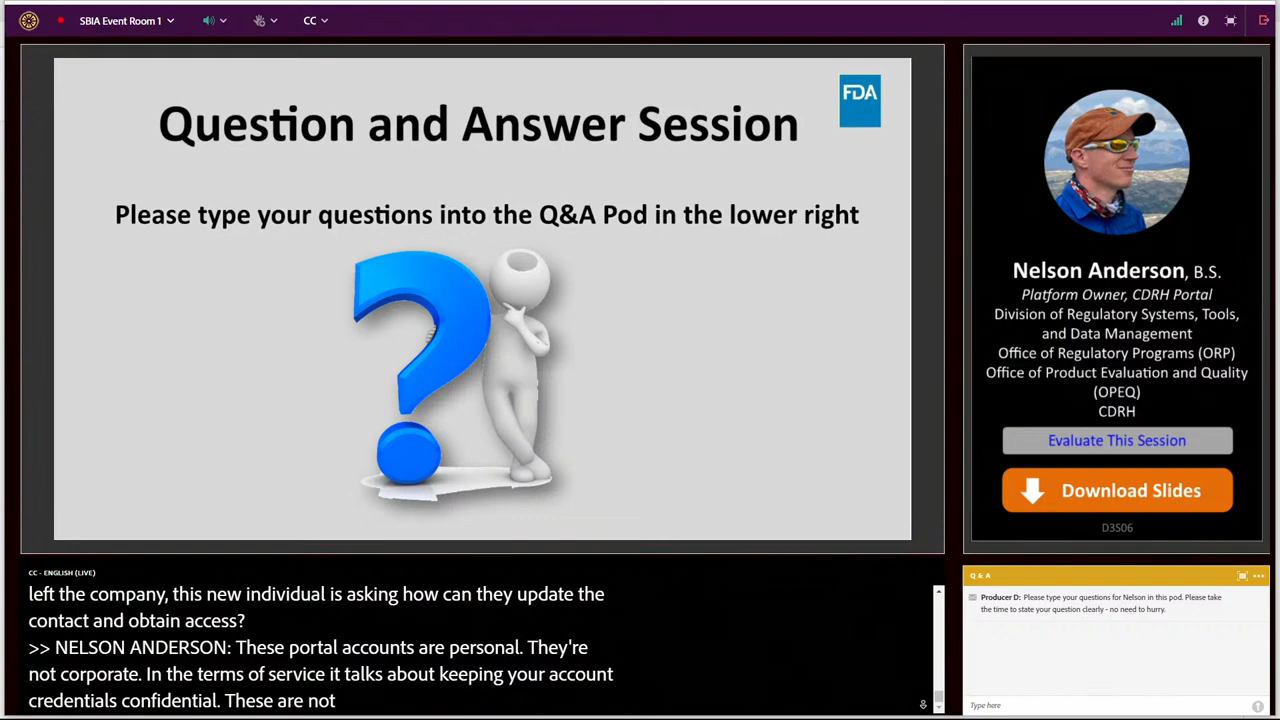 SBIA Event Room 1
CC
Question and Answer Session
FDA
Please type your questions into the Q&A Pod in the lower right
Nelson Anderson, B.S.
Platform Owner, CDRH Portal
Division of Regulatory Systems, Tools,
and Data Management
Office of Regulatory Programs (ORP)
Office of Product Evaluation and Quality
(OPEQ)
CDRH
Evaluate This Session
Download Slides
D3S06
CC - ENGLISH (LIVE)
left the company, this new individual is asking how can they update the
contact and obtain access?
>> NELSON ANDERSON: These portal accounts are personal. They're
not corporate. In the terms of service it talks about keeping your account
credentials confidential. These are not
Q & A
Producer D: Please type your questions for Nelson in this pod. Please take
the time to state your question clearly - no need to hurry.
Type here